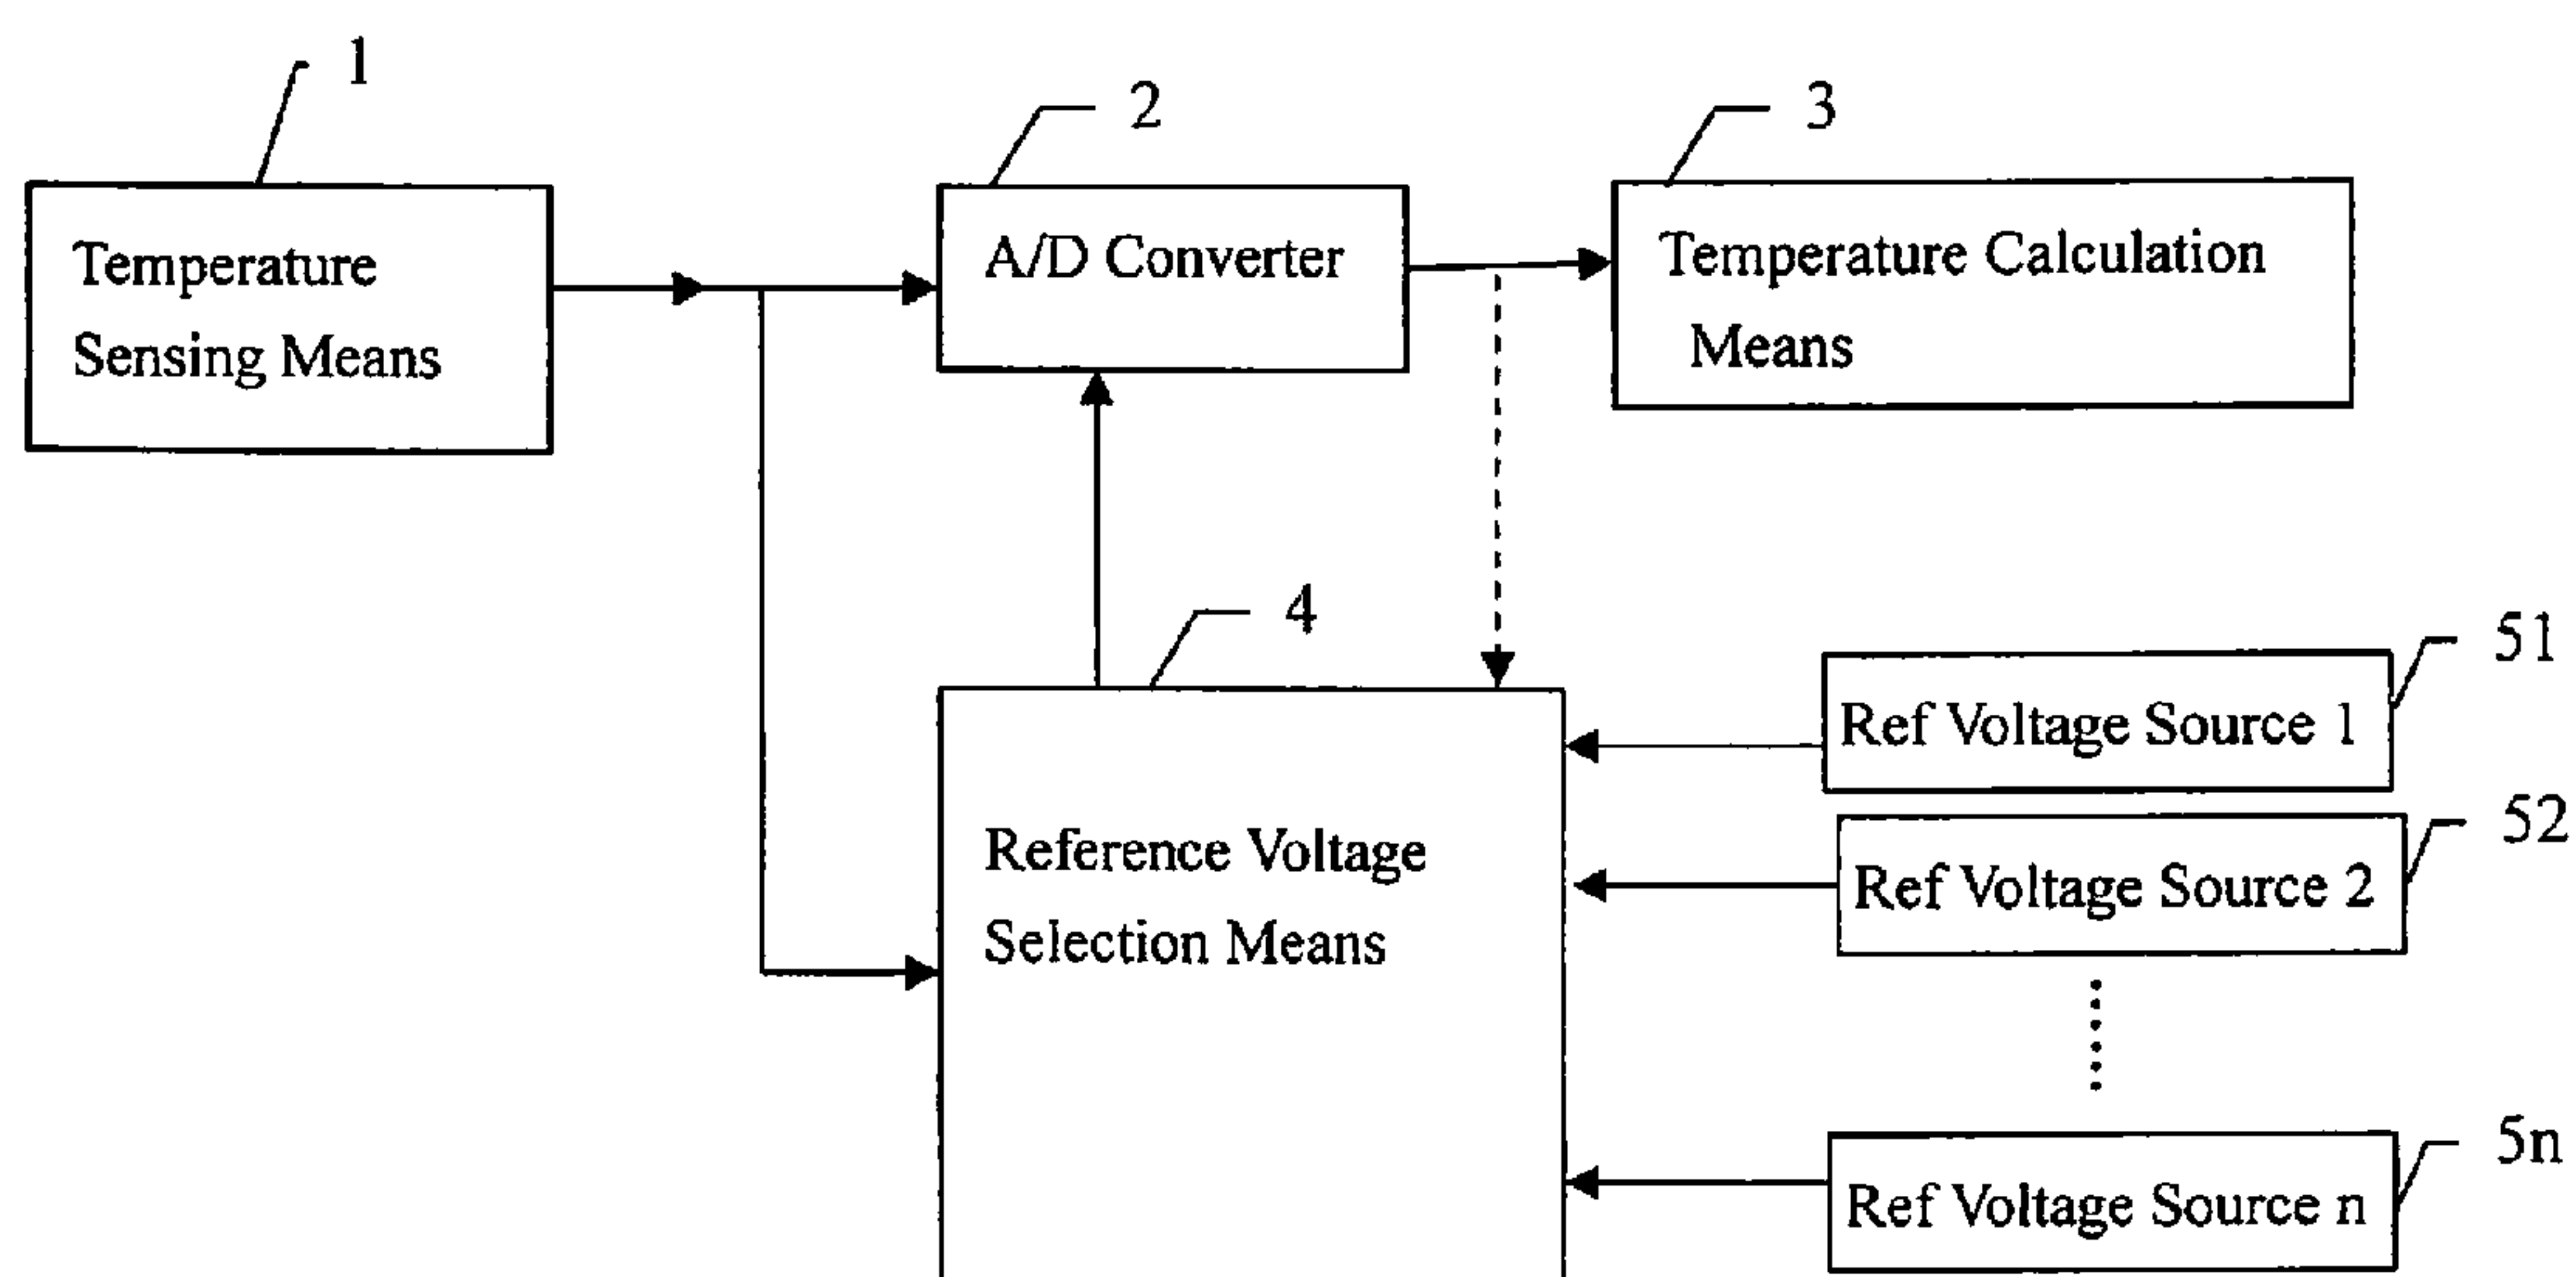 1
2
3
Temperature
Sensing Means
A/D Converter
Temperature Calculation
Means
4
51
Ref Voltage Source 1
52
Reference Voltage
Selection Means
Ref Voltage Source 2
5n
Ref Voltage Source n